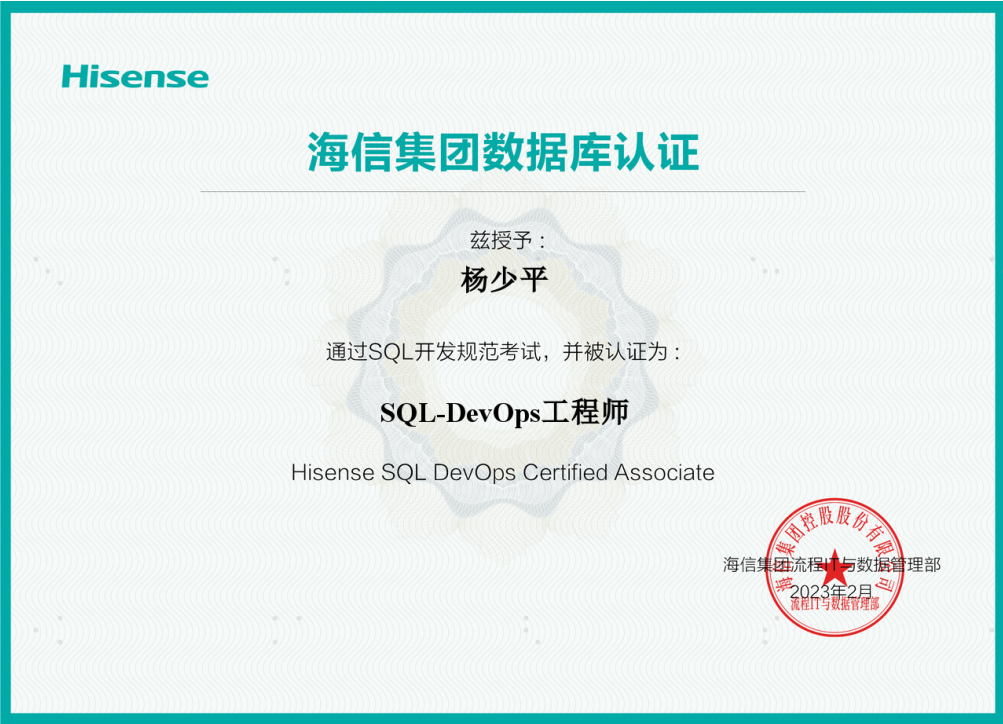 Hisense
海信集团数据库认证
兹授予：
杨少平
通过SQL开发规范考试，并被认证为：
SQL-DevOps工程师
Hisense SQL DevOps Certified Associate
海信集团控股股份有限公司
海信集团流程IT与数据管理部
2023年2月
流程IT与数据管理部